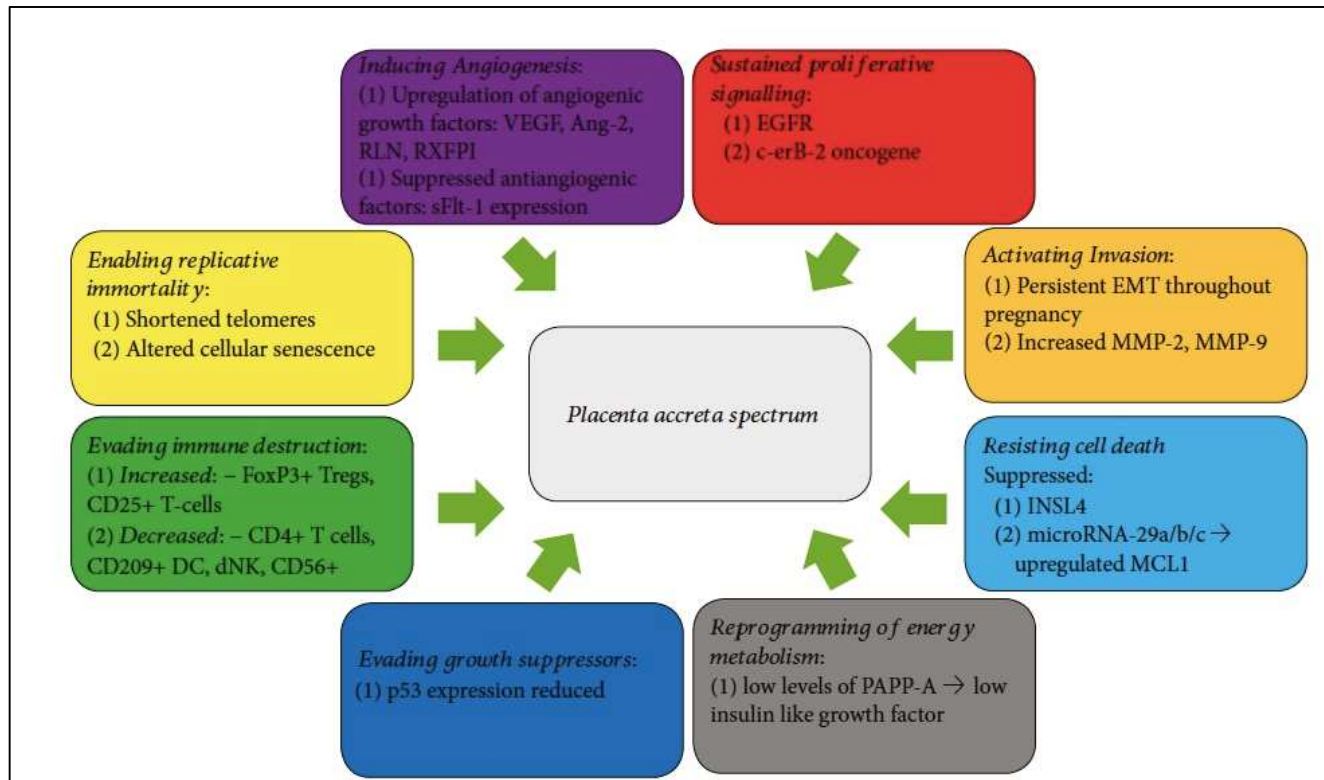 Inducing Angiogenesis:
(1) Upregulation of angiogenic
growth factors: VEGF, Ang-2,
RLN, RXFPI
(1) Suppressed antiangiogenic
factors: sFlt-1 expression
Sustained proliferative
signalling:
(1) EGFR
(2) c-erB-2 oncogene
Enabling replicative
immortality:
(1) Shortened telomeres
(2) Altered cellular senescence
Activating Invasion:
(1) Persistent EMT throughout
pregnancy
(2) Increased MMP-2, MMP-9
Placenta accreta spectrum
Evading immune destruction:
(1) Increased: – FoxP3+ Tregs,
CD25+ T-cells
(2) Decreased: – CD4+ T cells,
CD209+ DC, dNK, CD56+
Resisting cell death
Suppressed:
(1) INSL4
(2) microRNA-29a/b/c →
upregulated MCL1
Evading growth suppressors:
(1) p53 expression reduced
Reprogramming of energy
metabolism:
(1) low levels of PAPP-A → low
insulin like growth factor